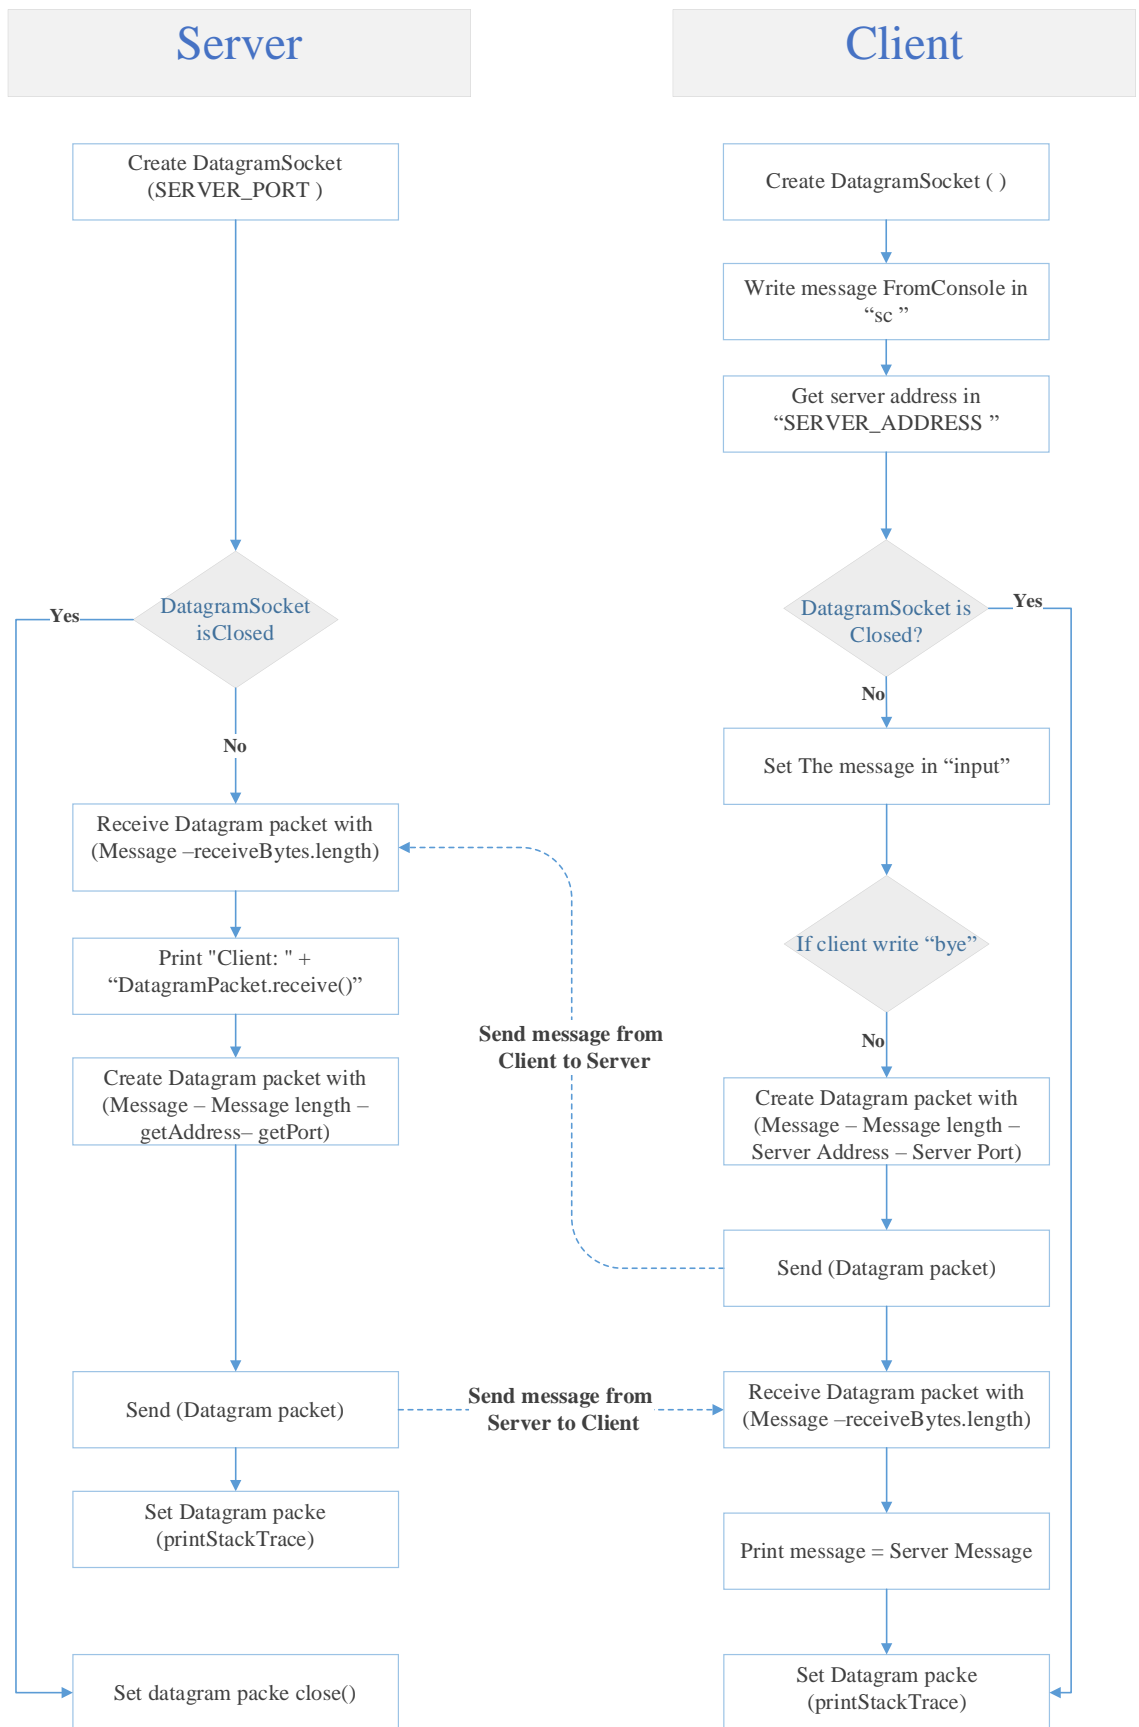 Server
Create DatagramSocket
(SERVER_PORT )
DatagramSocket
isClosed
Yes
No
Receive Datagram packet with
(Message –receiveBytes.length)
Print "Client: " +
“DatagramPacket.receive()”
Create Datagram packet with
(Message – Message length –
getAddress– getPort)
Send (Datagram packet)
Set Datagram packe
(printStackTrace)
Set datagram packe close()
Send message from
Client to Server
Send message from
Server to Client
Client
Create DatagramSocket ( )
Write message FromConsole in
“sc ”
Get server address in
“SERVER_ADDRESS ”
DatagramSocket is
Closed?
Yes
No
Set The message in “input”
If client write “bye”
No
Create Datagram packet with
(Message – Message length –
Server Address – Server Port)
Send (Datagram packet)
Receive Datagram packet with
(Message –receiveBytes.length)
Print message = Server Message
Set Datagram packe
(printStackTrace)